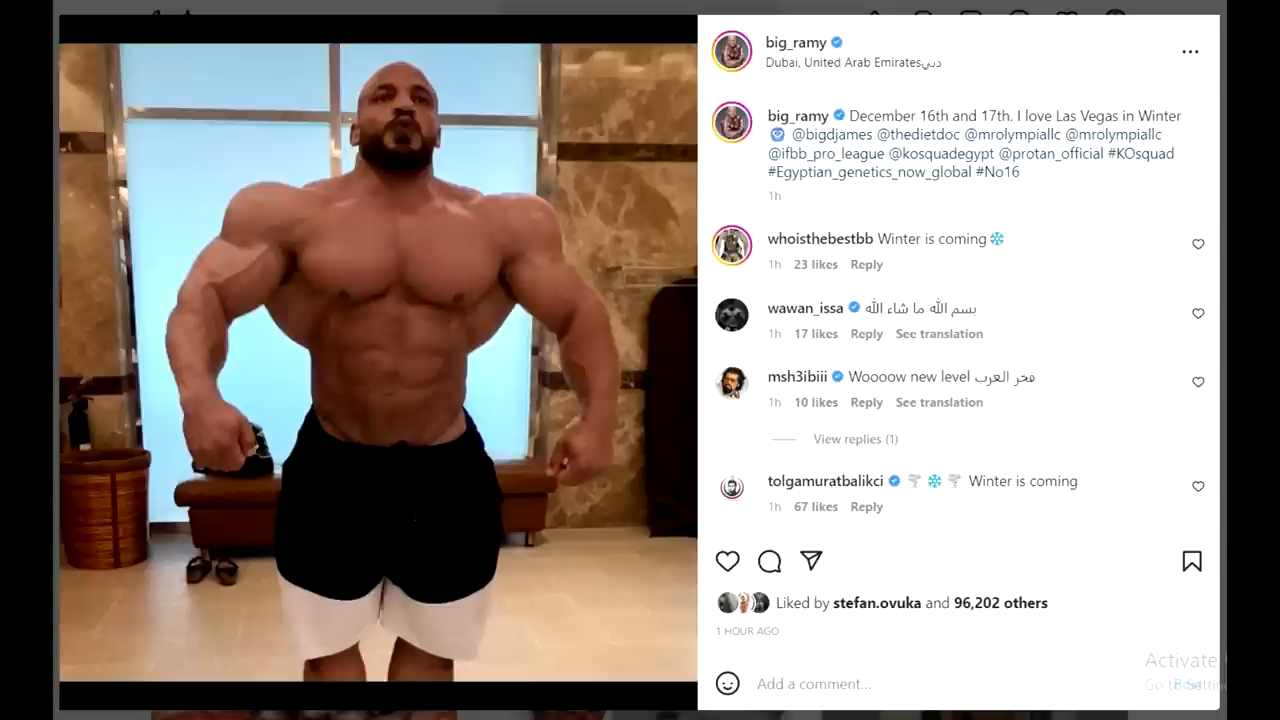 big_ramy
Dubai, United Arab Emiratesدبي
big_ramy December 16th and 17th. I love Las Vegas in Winter
🥶 @bigdjames @thedietdoc @mrolympiallc @mrolympiallc
@ifbb_pro_league @kosquadegypt @protan_official #KOsquad
#Egyptian_genetics_now_global #No16
1h
whoisthebestbb Winter is coming❄️
1h 23 likes Reply
wawan_issa بسم الله ما شاء الله
1h 17 likes Reply See translation
msh3ibiii Woooow new level فخر العرب
1h 10 likes Reply See translation
View replies (1)
tolgamuratbalikci 🌪️ ❄️ 🌪️ Winter is coming
1h 67 likes Reply
Liked by stefan.ovuka and 96,202 others
1 HOUR AGO
Add a comment...
Activate
Go to Settin